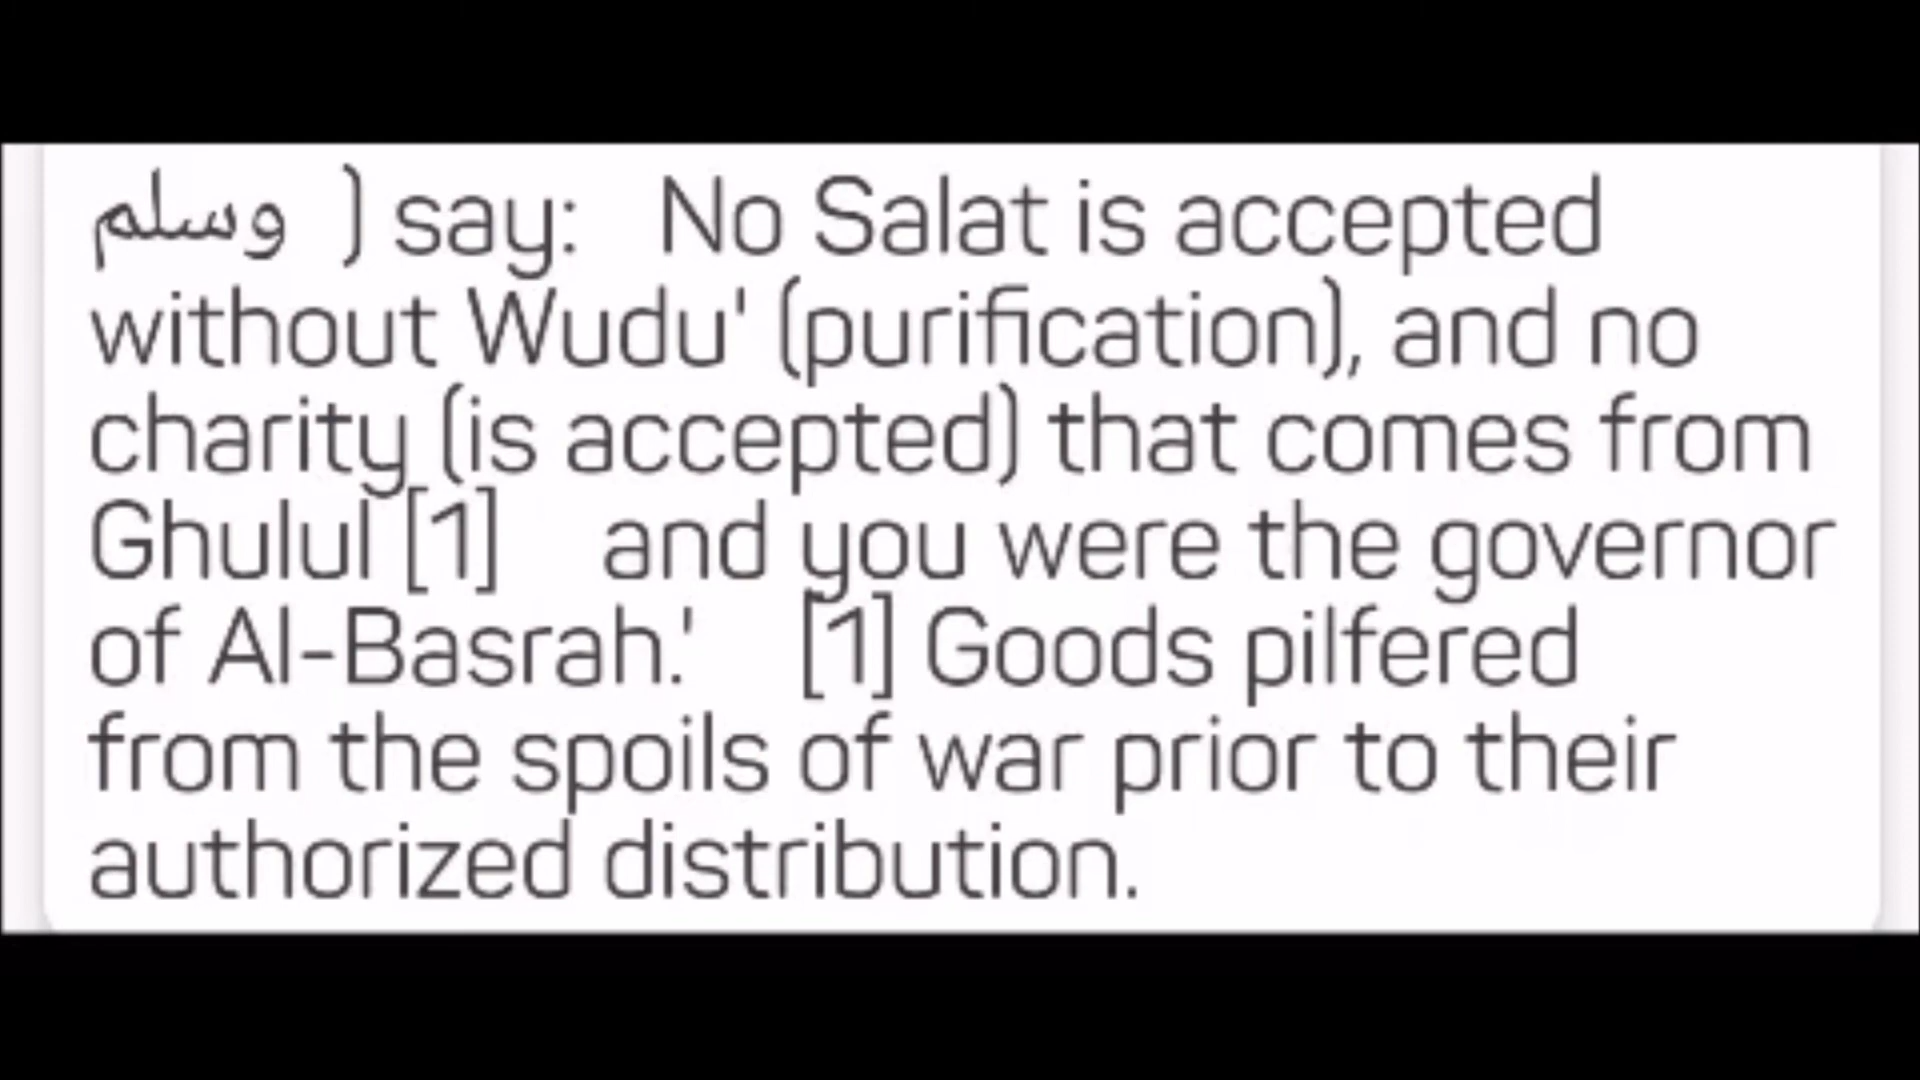 وسلم ) say: No Salat is accepted
without Wudu' (purification), and no
charity (is accepted) that comes from
Ghulul [1] and you were the governor
of Al-Basrah.' [1] Goods pilfered
from the spoils of war prior to their
authorized distribution.